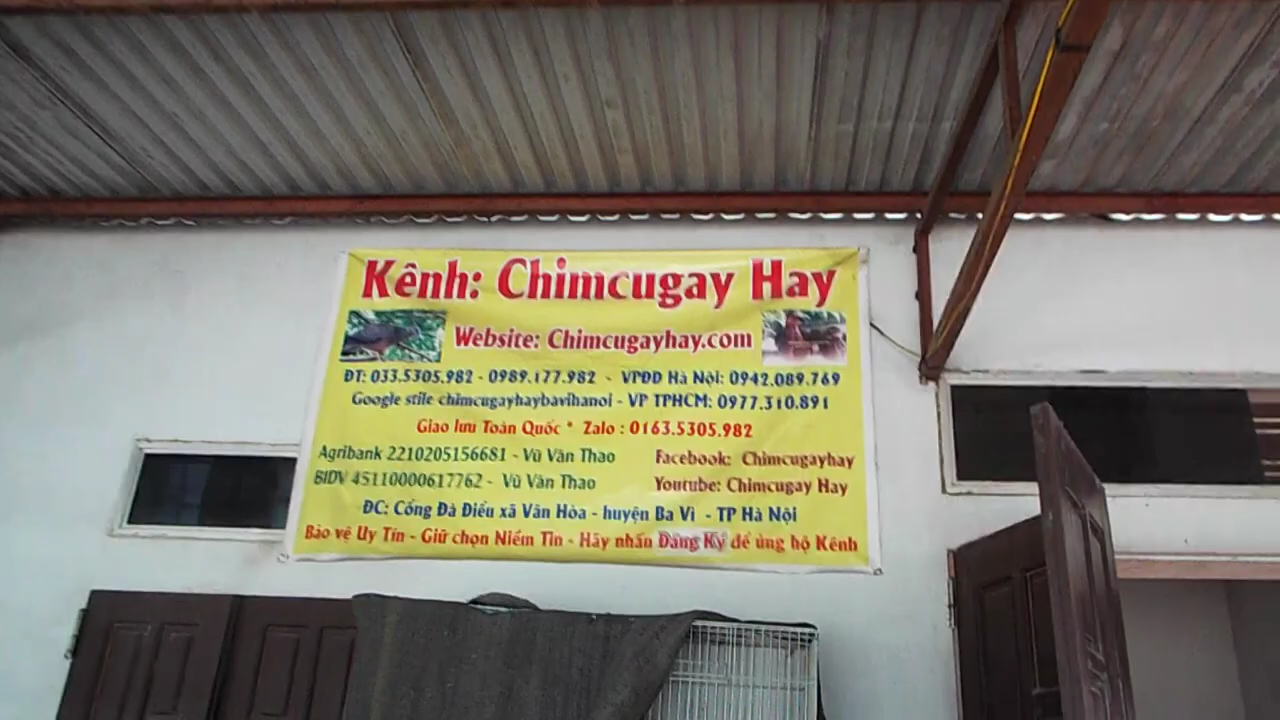 Kênh: Chimcugay Hay
Website: Chimcugayhay.com
ĐT: 033.5305.982 - 0989.177.982 - VPĐD Hà Nội: 0942.089.769
Google stile chimcugayhaybavihanoi - VP TPHCM: 0977.310.891
Giao lưu Toàn Quốc * Zalo : 0163.5305.982
Agribank 2210205156681 - Vũ Văn Thao
Facebook: Chimcugayhay
BIDV 45110000617762 - Vũ Văn Thao
Youtube: Chimcugay Hay
ĐC: Cổng Đà Điểu xã Vân Hòa - huyện Ba Vì - TP Hà Nội
Bảo vệ Uy Tín - Giữ chọn Niềm Tin - Hãy nhấn Đăng Ký để ủng hộ Kênh